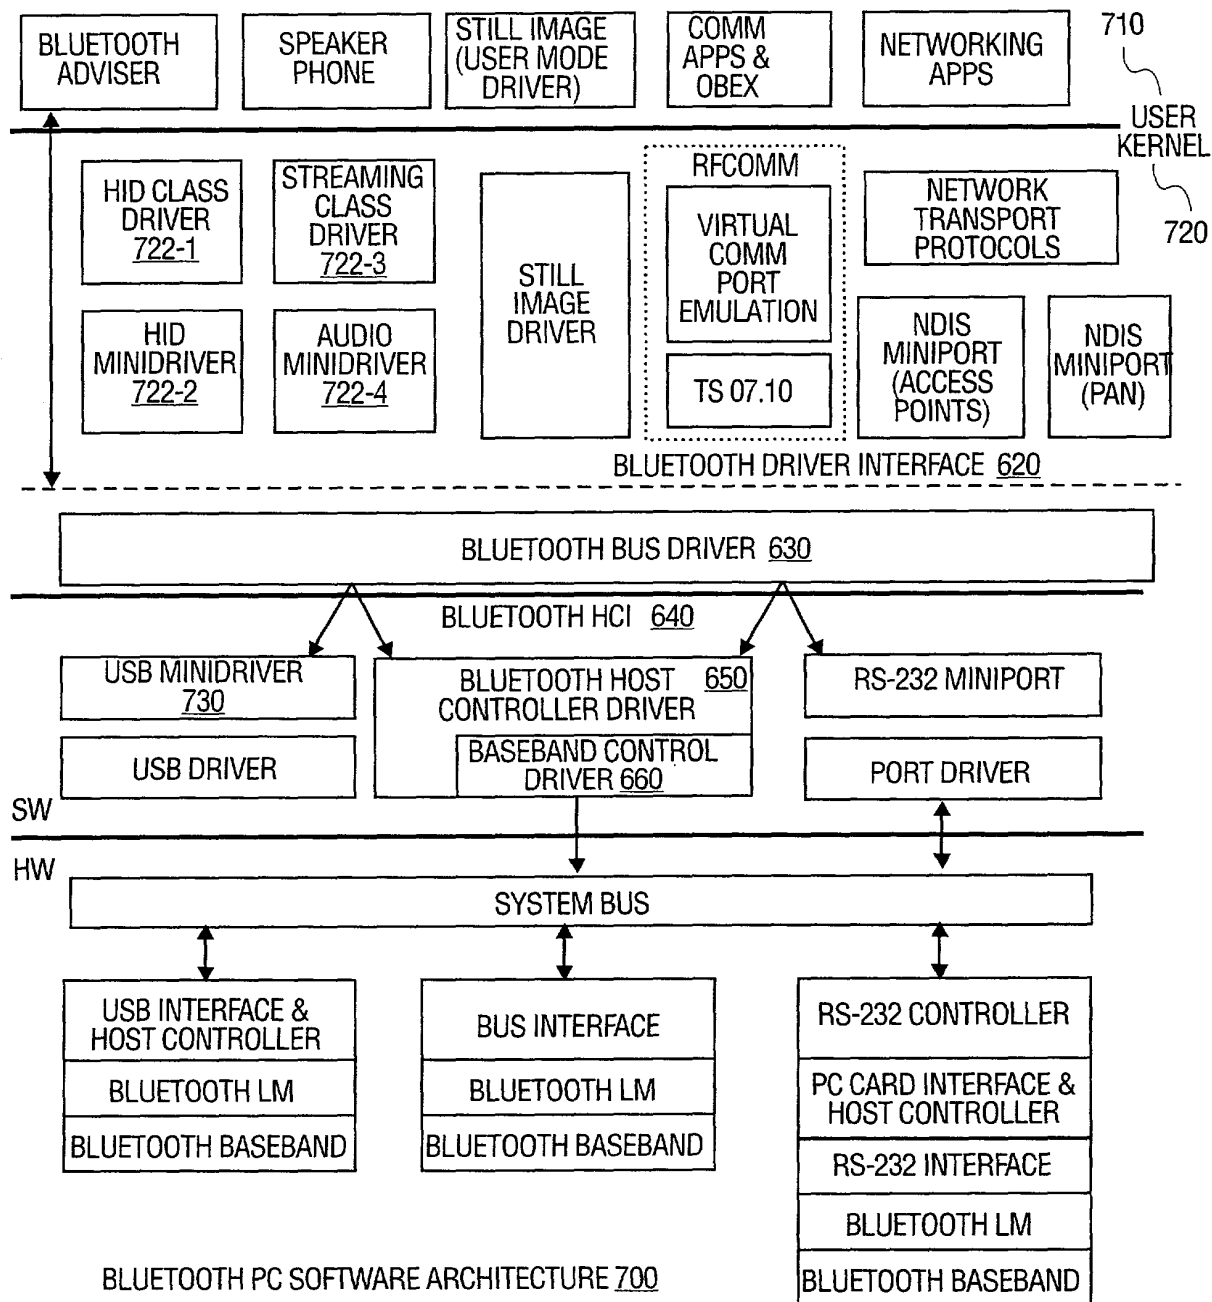 BLUETOOTH
ADVISER
SPEAKER
PHONE
STILL IMAGE
(USER MODE
DRIVER)
COMM
APPS &
OBEX
NETWORKING
APPS
710
USER
KERNEL
720
HID CLASS
DRIVER
722-1
STREAMING
CLASS
DRIVER
722-3
STILL
IMAGE
DRIVER
RFCOMM
VIRTUAL
COMM
PORT
EMULATION
NETWORK
TRANSPORT
PROTOCOLS
HID
MINIDRIVER
722-2
AUDIO
MINIDRIVER
722-4
TS 07.10
NDIS
MINIPORT
(ACCESS
POINTS)
NDIS
MINIPORT
(PAN)
BLUETOOTH DRIVER INTERFACE 620
BLUETOOTH BUS DRIVER 630
BLUETOOTH HCI 640
USB MINIDRIVER
730
BLUETOOTH HOST 650
CONTROLLER DRIVER
RS-232 MINIPORT
USB DRIVER
BASEBAND CONTROL
DRIVER 660
PORT DRIVER
SW
HW
SYSTEM BUS
USB INTERFACE &
HOST CONTROLLER
BLUETOOTH LM
BLUETOOTH BASEBAND
BUS INTERFACE
BLUETOOTH LM
BLUETOOTH BASEBAND
RS-232 CONTROLLER
PC CARD INTERFACE &
HOST CONTROLLER
RS-232 INTERFACE
BLUETOOTH LM
BLUETOOTH BASEBAND
BLUETOOTH PC SOFTWARE ARCHITECTURE 700